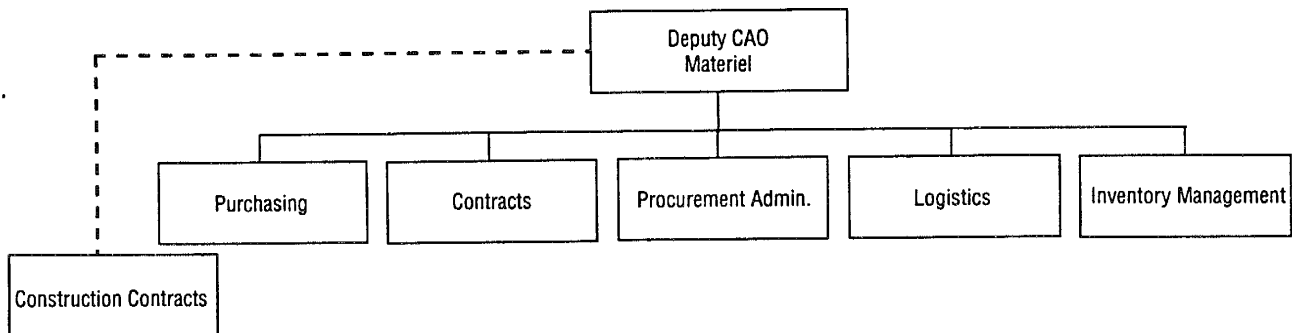 Deputy CAO
Materiel
Purchasing
Contracts
Procurement Admin.
Logistics
Inventory Management
Construction Contracts